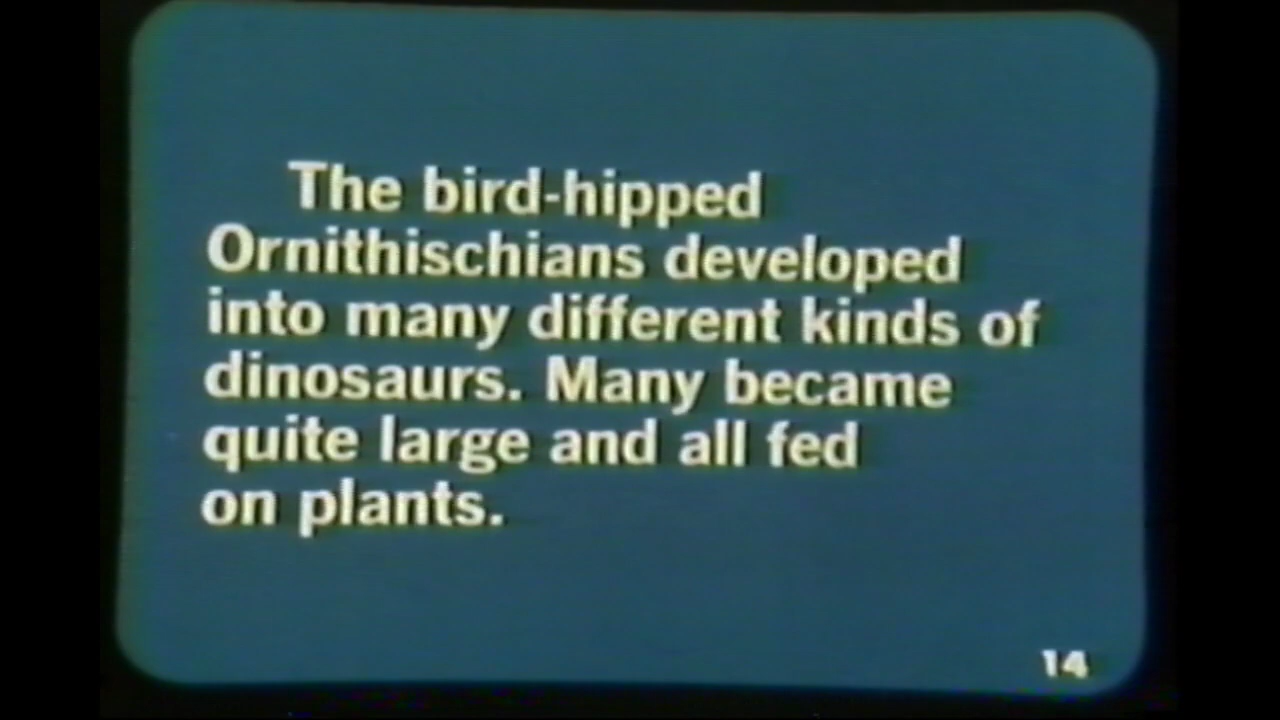 The bird-hipped
Ornithischians developed
into many different kinds of
dinosaurs. Many became
quite large and all fed
on plants.
14